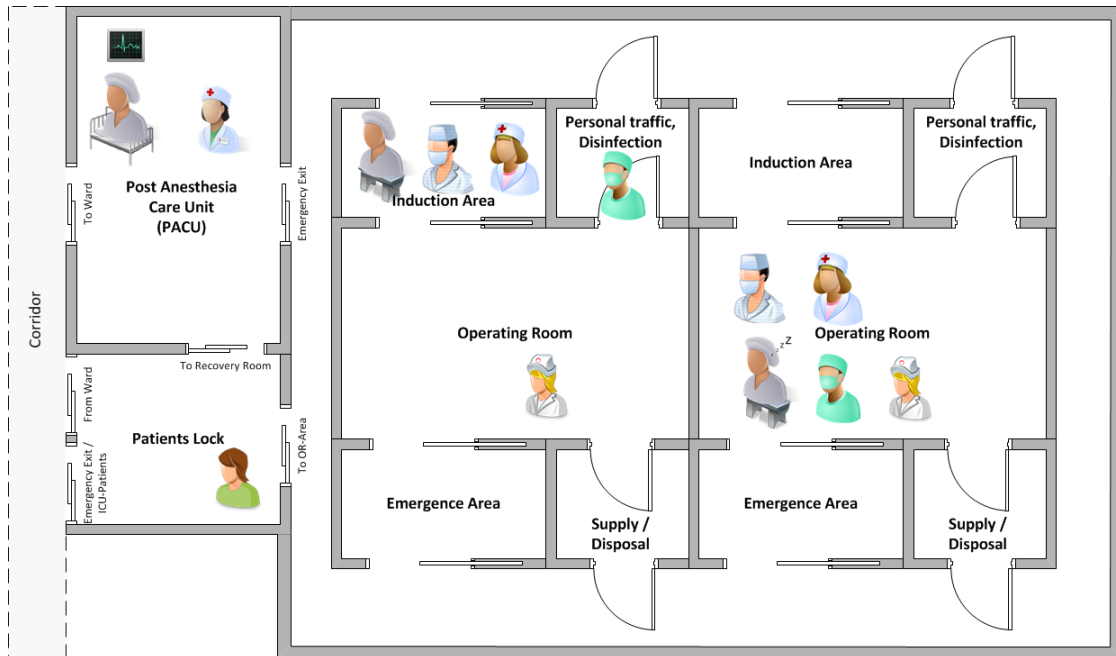 Corridor
Post Anesthesia
Care Unit
(PACU)
To Ward
Emergency Exit
To Recovery Room
From Ward
Emergency Exit /
ICU-Patients
Patients Lock
To OR-Area
Induction Area
Personal traffic,
Disinfection
Operating Room
Emergence Area
Supply /
Disposal
Induction Area
Personal traffic,
Disinfection
zzZ
Operating Room
Emergence Area
Supply /
Disposal